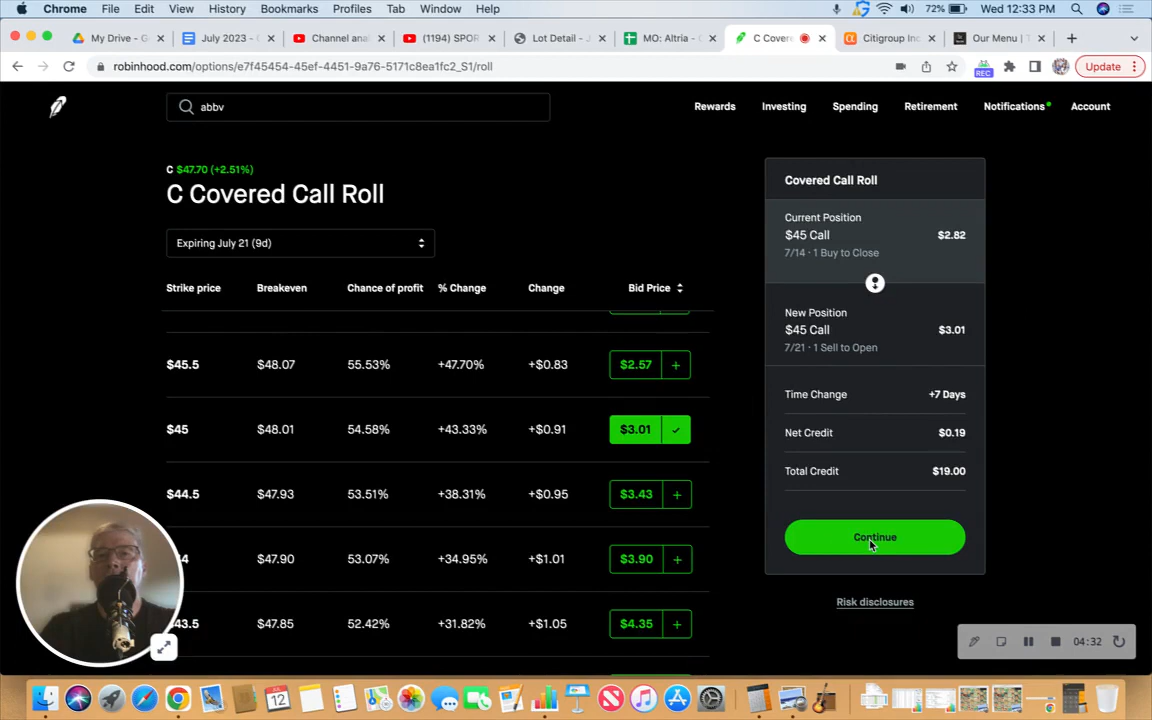 Chrome File Edit View History Bookmarks Profiles Tab Window Help 72% Wed 12:33 PM
My Drive - G July 2023 - Channel ana (1194) SPOR Lot Detail - J MO: Altria - C Covere Citigroup Inc Our Menu | T
robinhood.com/options/e7f45454-45ef-4451-9a76-5171c8ea1fc2_S1/roll REC Update
abbv Rewards Investing Spending Retirement Notifications Account
C $47.70 (+2.51%)
C Covered Call Roll
Expiring July 21 (9d)
Strike price Breakeven Chance of profit % Change Change Bid Price
$45.5 $48.07 55.53% +47.70% +$0.83 $2.57 +
$45 $48.01 54.58% +43.33% +$0.91 $3.01
$44.5 $47.93 53.51% +38.31% +$0.95 $3.43 +
$47.90 53.07% +34.95% +$1.01 $3.90 +
43.5 $47.85 52.42% +31.82% +$1.05 $4.35 +
Covered Call Roll
Current Position
$45 Call $2.82
7/14 · 1 Buy to Close
New Position
$45 Call $3.01
7/21 · 1 Sell to Open
Time Change +7 Days
Net Credit $0.19
Total Credit $19.00
Continue
Risk disclosures
04:32
JUL
12